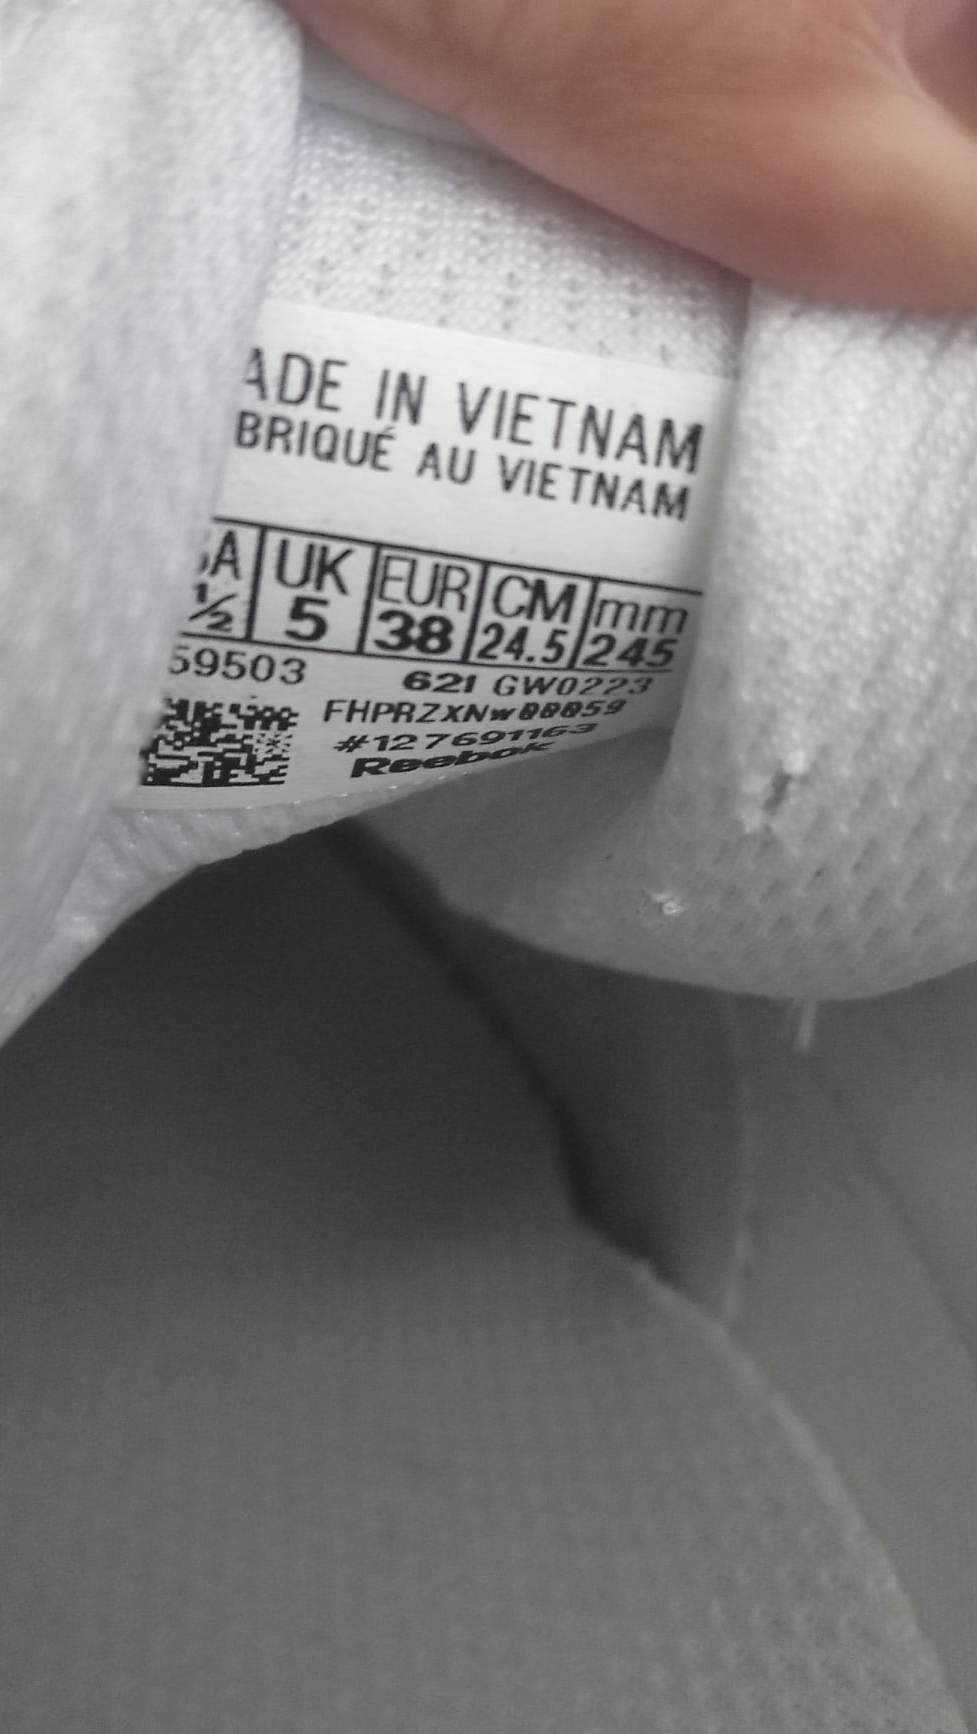 ADE IN VIETNAM
BRIQUÉ AU VIETNAM
SA UK EUR CM mm
½ 5 38 24.5 245
59503 621 GW0223
FHPRZXNw00059
#127691163
Reebok